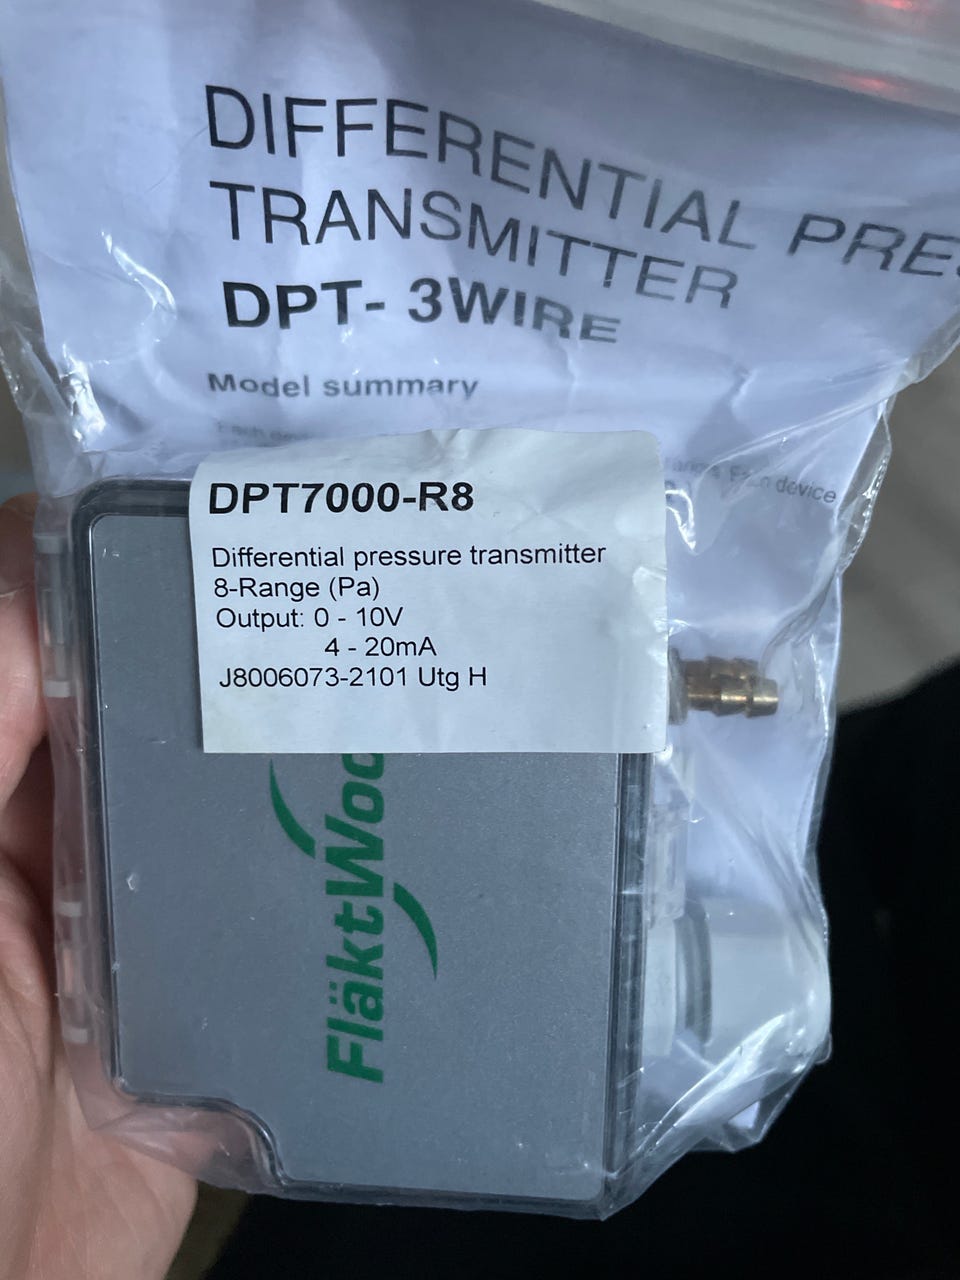 DIFFERENTIAL PRES
TRANSMITTER
DPT- 3WIRE
Model summary
device
DPT7000-R8
Differential pressure transmitter
8-Range (Pa)
Output: 0 - 10V
4 - 20mA
J8006073-2101 Utg H
FläktWoo